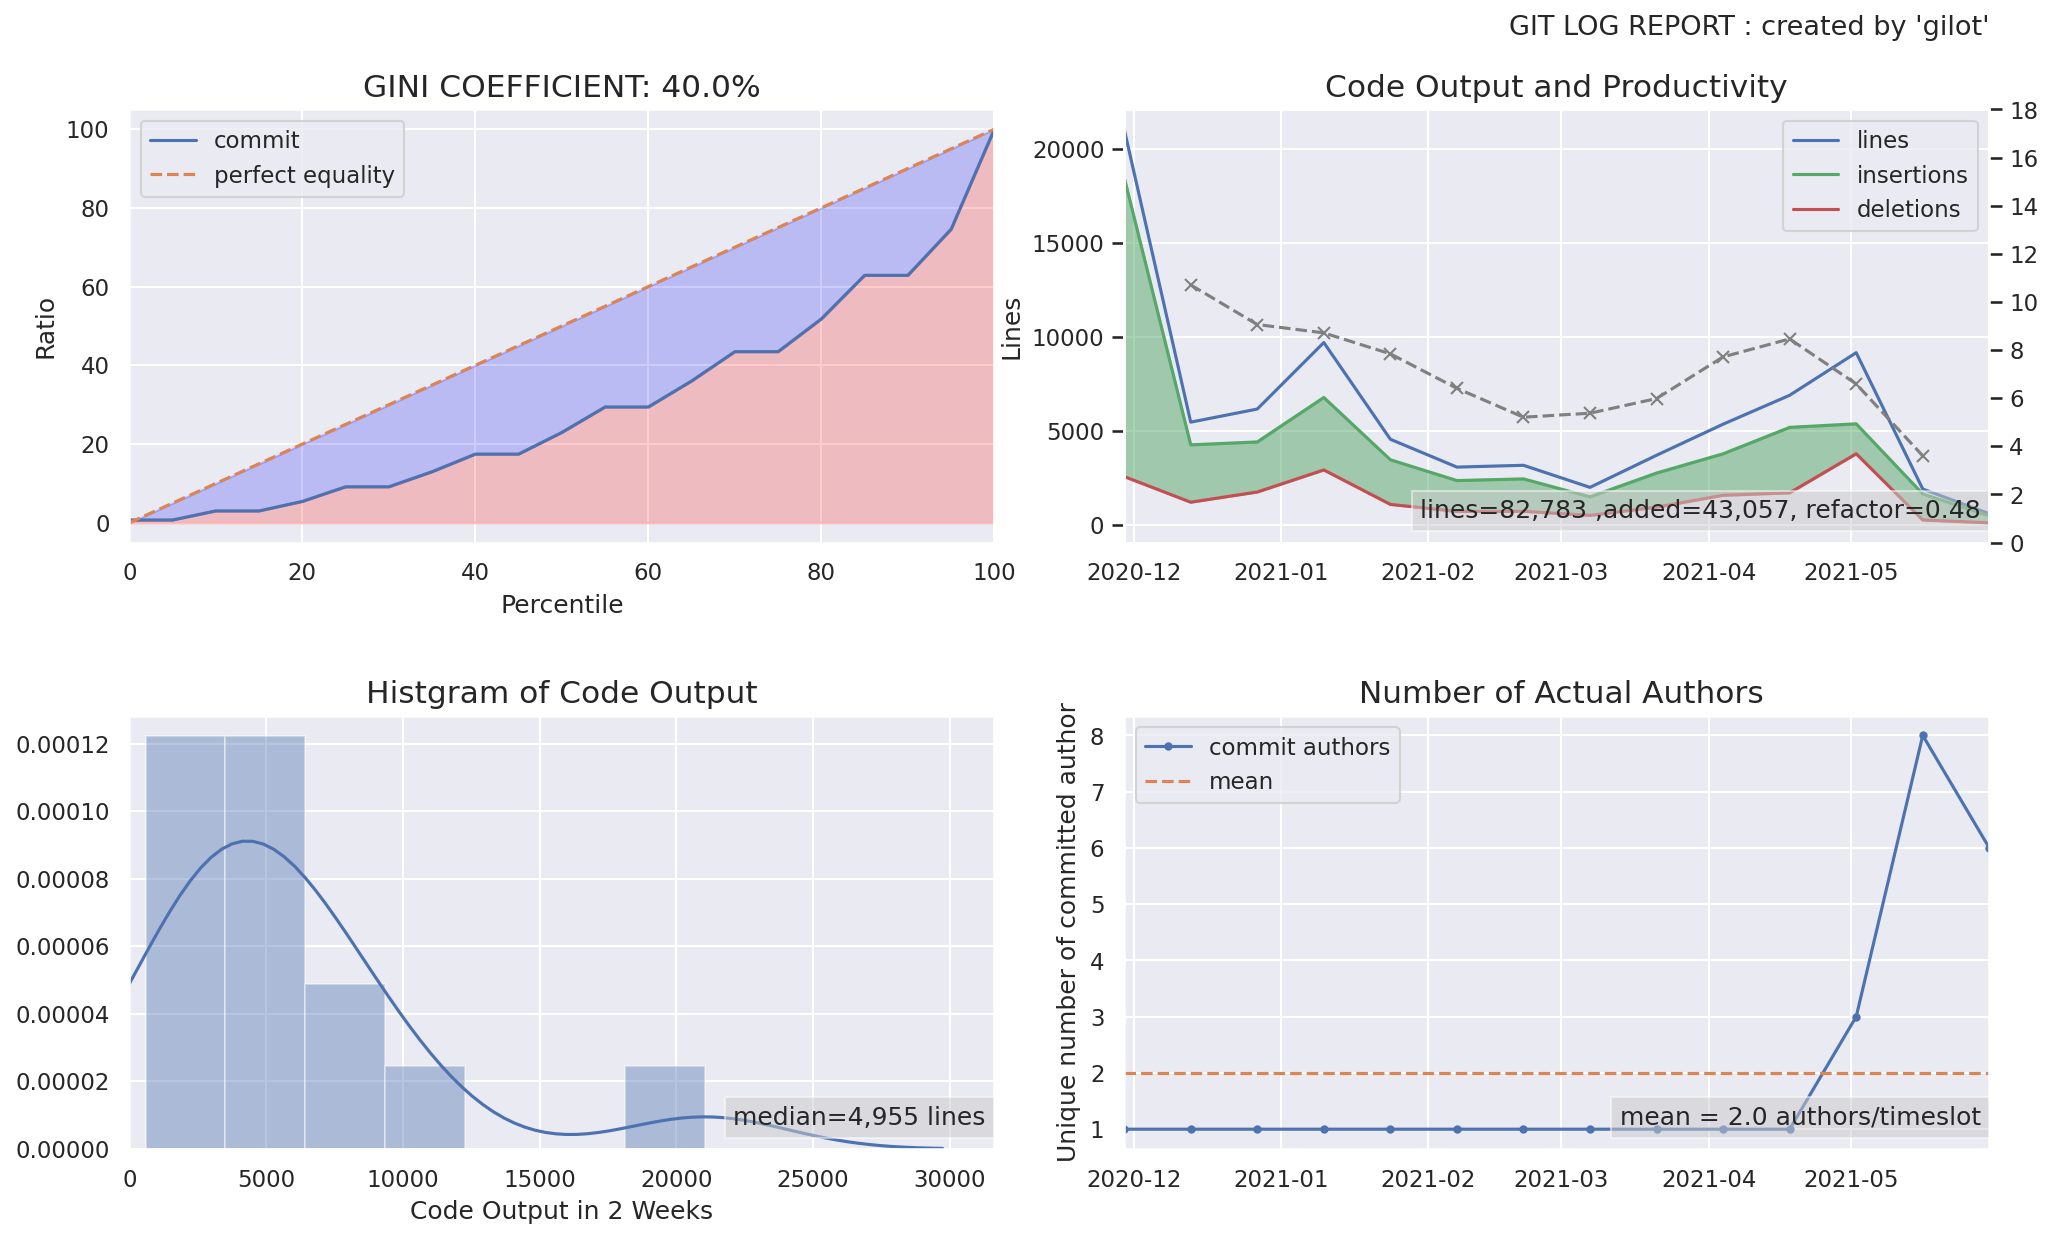 GIT LOG REPORT : created by 'gilot'
GINI COEFFICIENT: 40.0%
commit
perfect equality
100
80
60
40
20
0
Ratio
0 20 40 60 80 100
Percentile
Code Output and Productivity
lines
insertions
deletions
20000
15000
10000
5000
0
Lines
18
16
14
12
10
8
6
4
2
0
lines=82,783 ,added=43,057, refactor=0.48
2020-12 2021-01 2021-02 2021-03 2021-04 2021-05
Histgram of Code Output
0.00012
0.00010
0.00008
0.00006
0.00004
0.00002
0.00000
median=4,955 lines
0 5000 10000 15000 20000 25000 30000
Code Output in 2 Weeks
Number of Actual Authors
commit authors
mean
8
7
6
5
4
3
2
1
Unique number of committed author
mean = 2.0 authors/timeslot
2020-12 2021-01 2021-02 2021-03 2021-04 2021-05